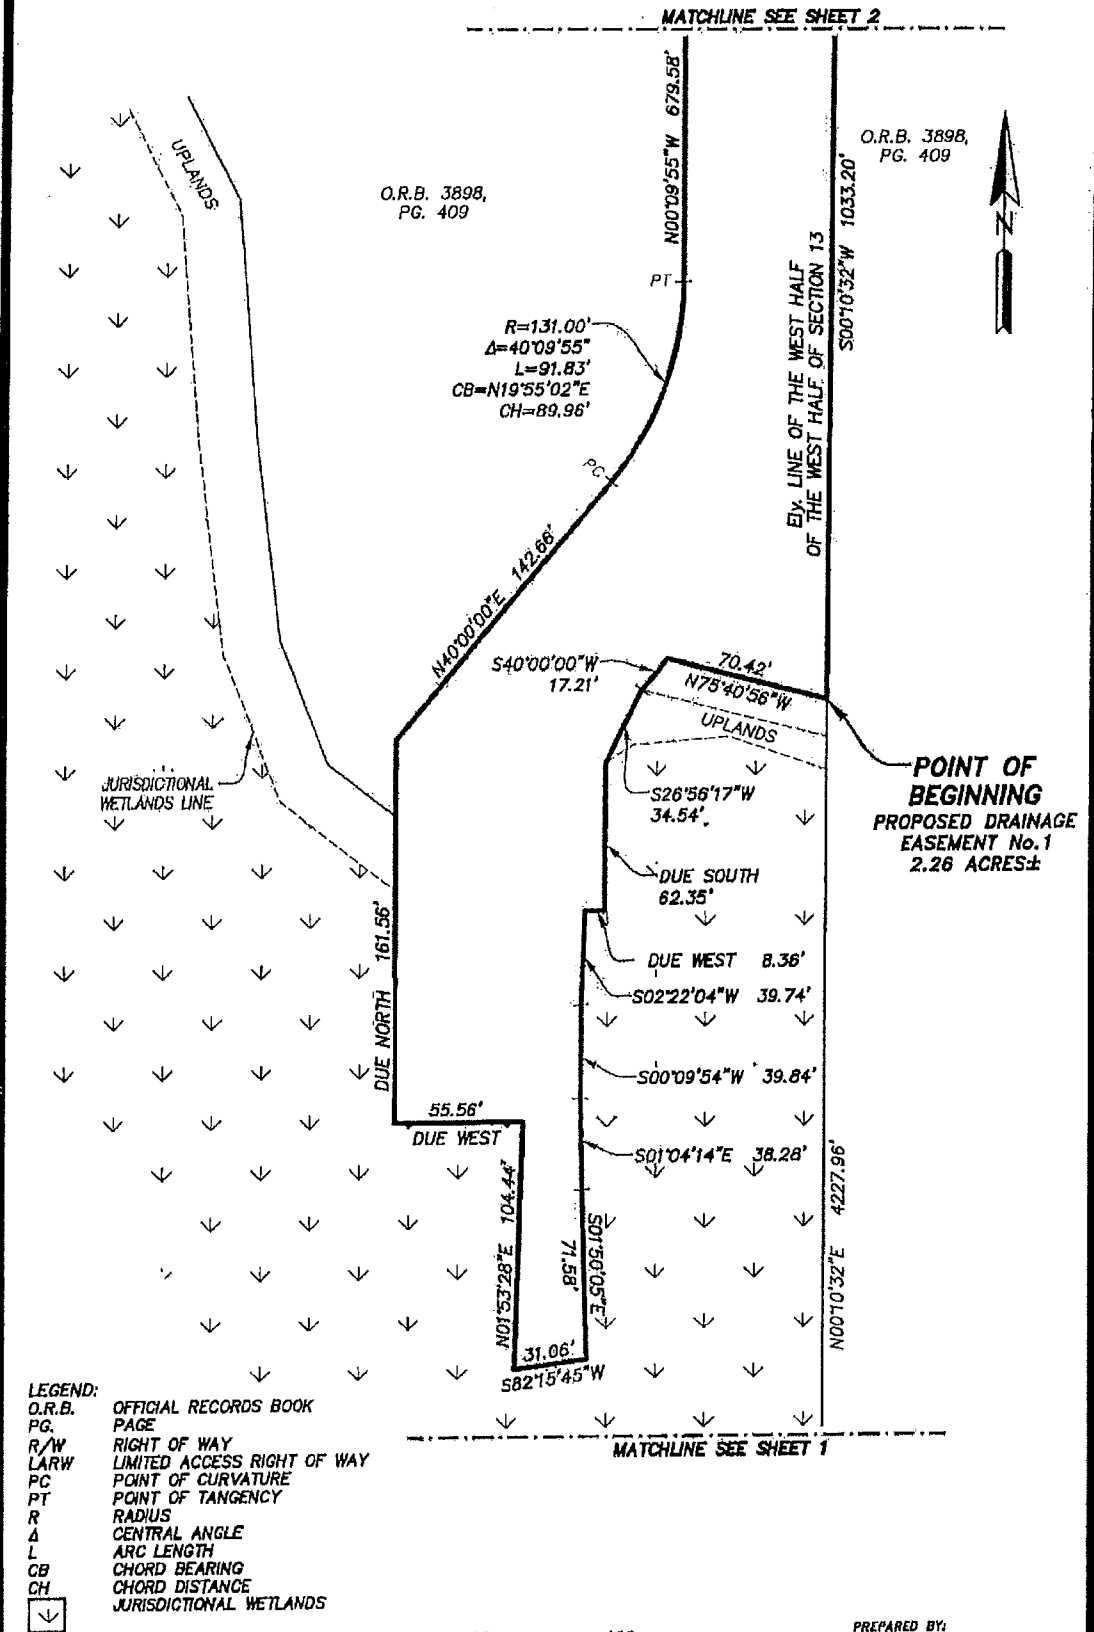 MATCHLINE SEE SHEET 2
N00°09'55"W 679.58'
O.R.B. 3898,
PG. 409
S00°10'32"W 1033.20'
UPLANDS
O.R.B. 3898,
PG. 409
N
PT
Ely. LINE OF THE WEST HALF
OF THE WEST HALF OF SECTION 13
R=131.00'
Δ=40°09'55"
L=91.83'
CB=N19°55'02"E
CH=89.96'
PC
N40°00'00"E 142.66'
S40°00'00"W
17.21'
70.42'
N75°40'56"W
UPLANDS
POINT OF
BEGINNING
PROPOSED DRAINAGE
EASEMENT No.1
2.26 ACRES±
JURISDICTIONAL
WETLANDS LINE
S26°56'17"W
34.54'
DUE SOUTH
62.35'
DUE NORTH 161.56'
DUE WEST 8.36'
S02°22'04"W 39.74'
S00°09'54"W 39.84'
55.56'
DUE WEST
S01°04'14"E 38.28'
N01°53'28"E 104.44'
S01°50'05"E
71.58'
N00°10'32"E 4227.96'
31.06'
S82°15'45"W
MATCHLINE SEE SHEET 1
LEGEND:
O.R.B. OFFICIAL RECORDS BOOK
PG. PAGE
R/W RIGHT OF WAY
LARW LIMITED ACCESS RIGHT OF WAY
PC POINT OF CURVATURE
PT POINT OF TANGENCY
R RADIUS
Δ CENTRAL ANGLE
L ARC LENGTH
CB CHORD BEARING
CH CHORD DISTANCE
JURISDICTIONAL WETLANDS
PREPARED BY: